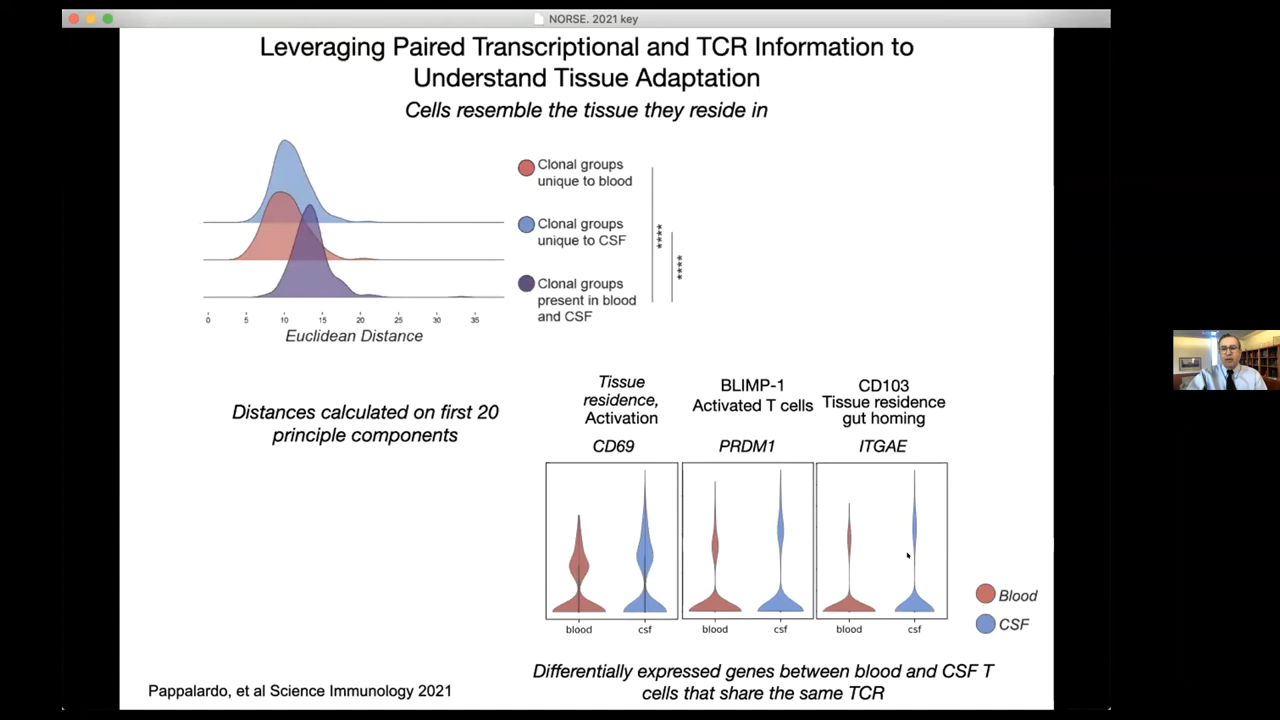 NORSE. 2021 key
Leveraging Paired Transcriptional and TCR Information to
Understand Tissue Adaptation
Cells resemble the tissue they reside in
Clonal groups
unique to blood
Clonal groups
unique to CSF
Clonal groups
present in blood
and CSF
****
****
0 5 10 15 20 25 30 35
Euclidean Distance
Distances calculated on first 20
principle components
Tissue
residence,
Activation
CD69
BLIMP-1
Activated T cells
PRDM1
CD103
Tissue residence
gut homing
ITGAE
blood csf
blood csf
blood csf
Blood
CSF
Differentially expressed genes between blood and CSF T
cells that share the same TCR
Pappalardo, et al Science Immunology 2021